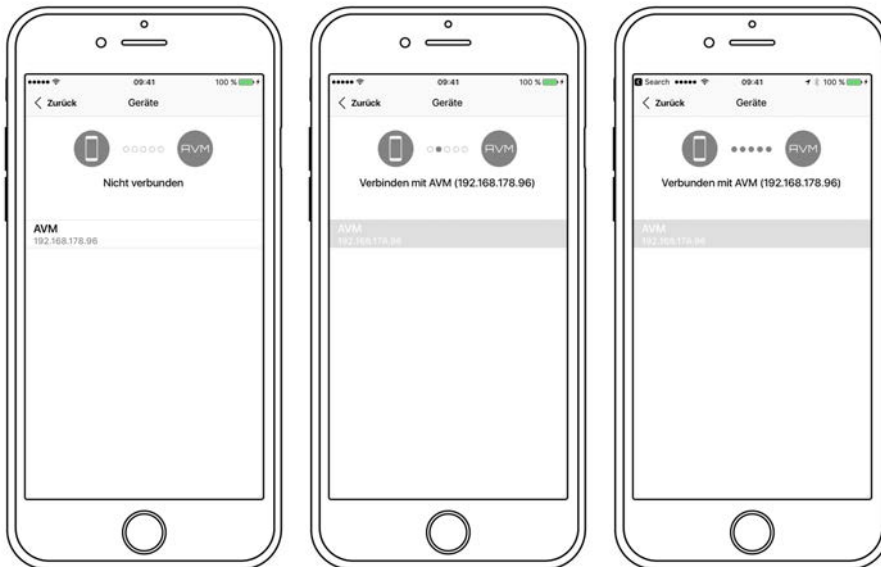 09:41
100 %
Zurück
Geräte
AVM
Nicht verbunden
AVM
192.168.178.96
09:41
100 %
Zurück
Geräte
AVM
Verbinden mit AVM (192.168.178.96)
AVM
192.168.178.96
Search
09:41
100 %
Zurück
Geräte
AVM
Verbunden mit AVM (192.168.178.96)
AVM
192.168.178.96